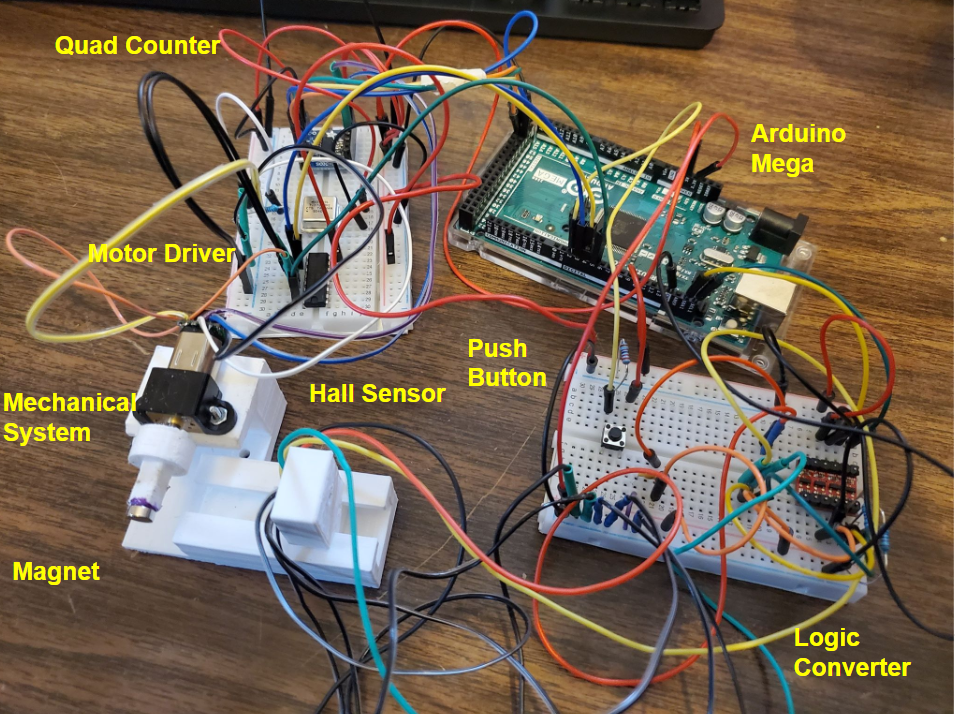 Quad Counter
Arduino
Mega
Motor Driver
Push
Button
Hall Sensor
Mechanical
System
Magnet
Logic
Converter